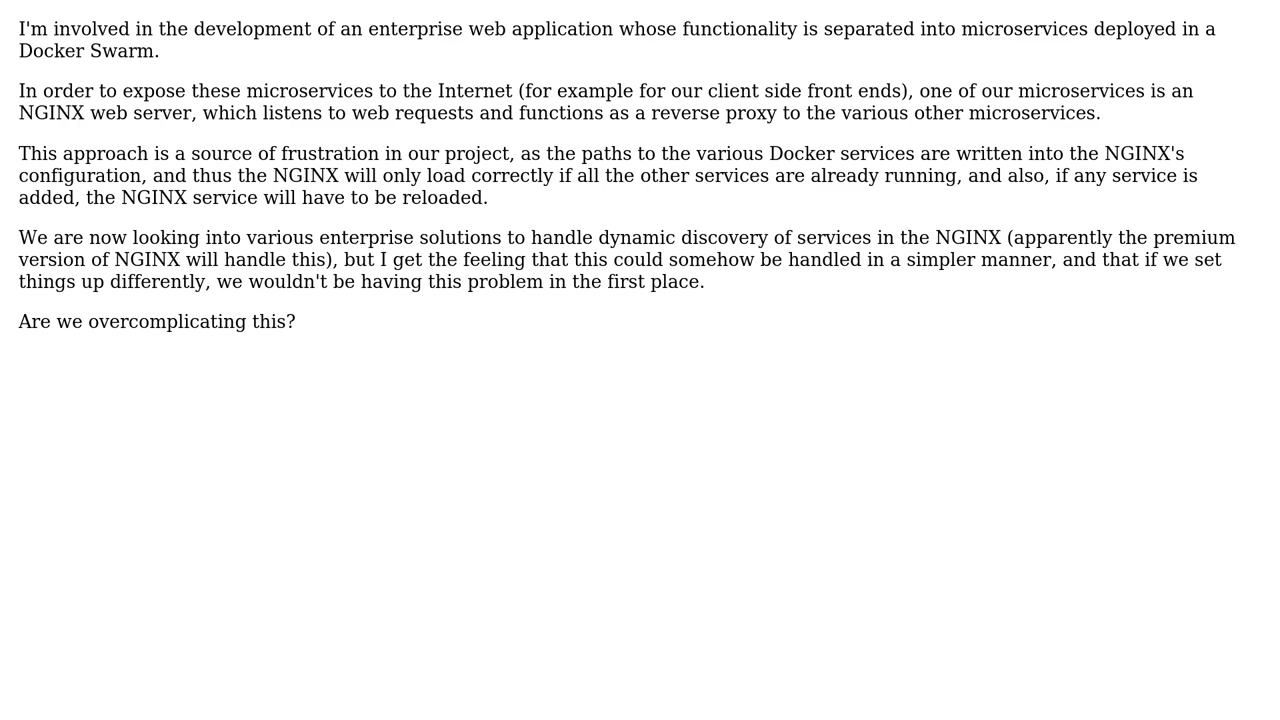 I'm involved in the development of an enterprise web application whose functionality is separated into microservices deployed in a
Docker Swarm.
In order to expose these microservices to the Internet (for example for our client side front ends), one of our microservices is an
NGINX web server, which listens to web requests and functions as a reverse proxy to the various other microservices.
This approach is a source of frustration in our project, as the paths to the various Docker services are written into the NGINX's
configuration, and thus the NGINX will only load correctly if all the other services are already running, and also, if any service is
added, the NGINX service will have to be reloaded.
We are now looking into various enterprise solutions to handle dynamic discovery of services in the NGINX (apparently the premium
version of NGINX will handle this), but I get the feeling that this could somehow be handled in a simpler manner, and that if we set
things up differently, we wouldn't be having this problem in the first place.
Are we overcomplicating this?